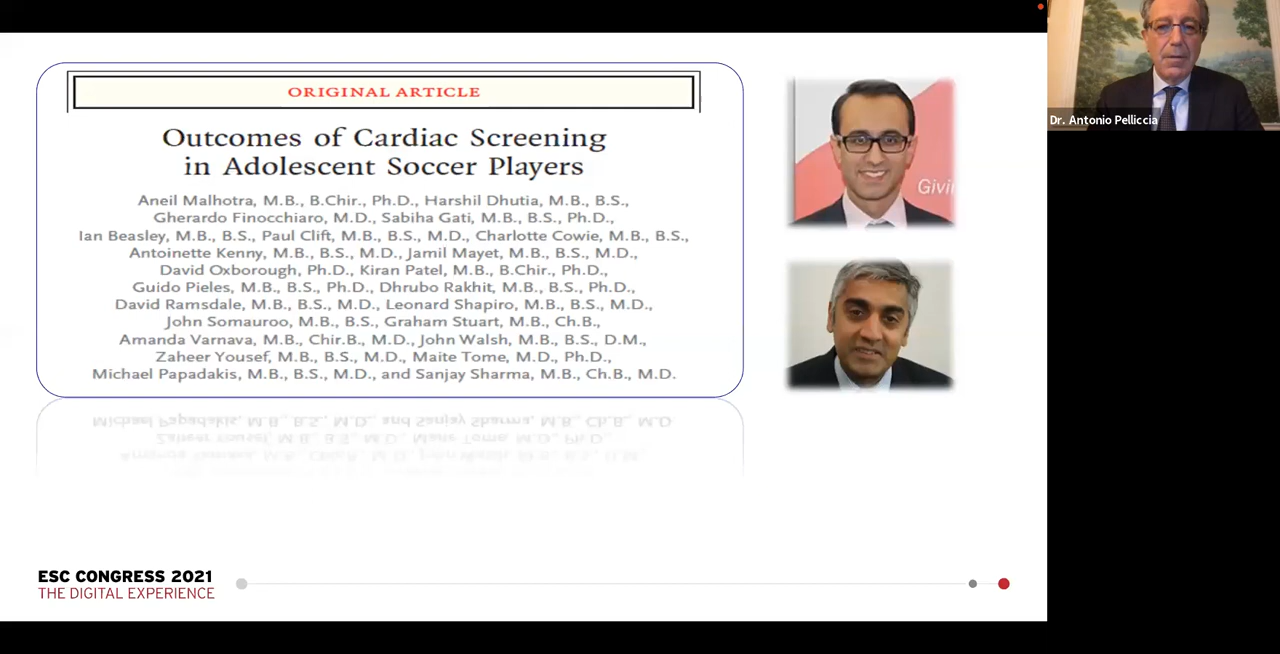 ORIGINAL ARTICLE
Outcomes of Cardiac Screening
in Adolescent Soccer Players
Aneil Malhotra, M.B., B.Chir., Ph.D., Harshil Dhutia, M.B., B.S.,
Gherardo Finocchiaro, M.D., Sabiha Gati, M.B., B.S., Ph.D.,
Ian Beasley, M.B., B.S., Paul Clift, M.B., B.S., M.D., Charlotte Cowie, M.B., B.S.,
Antoinette Kenny, M.B., B.S., M.D., Jamil Mayet, M.B., B.S., M.D.,
David Oxborough, Ph.D., Kiran Patel, M.B., B.Chir., Ph.D.,
Guido Pieles, M.B., B.S., Ph.D., Dhrubo Rakhit, M.B., B.S., Ph.D.,
David Ramsdale, M.B., B.S., M.D., Leonard Shapiro, M.B., B.S., M.D.,
John Somauroo, M.B., B.S., Graham Stuart, M.B., Ch.B.,
Amanda Varnava, M.B., Chir.B., M.D., John Walsh, M.B., B.S., D.M.,
Zaheer Yousef, M.B., B.S., M.D., Maite Tome, M.D., Ph.D.,
Michael Papadakis, M.B., B.S., M.D., and Sanjay Sharma, M.B., Ch.B., M.D.
Dr. Antonio Pelliccia
ESC CONGRESS 2021
THE DIGITAL EXPERIENCE